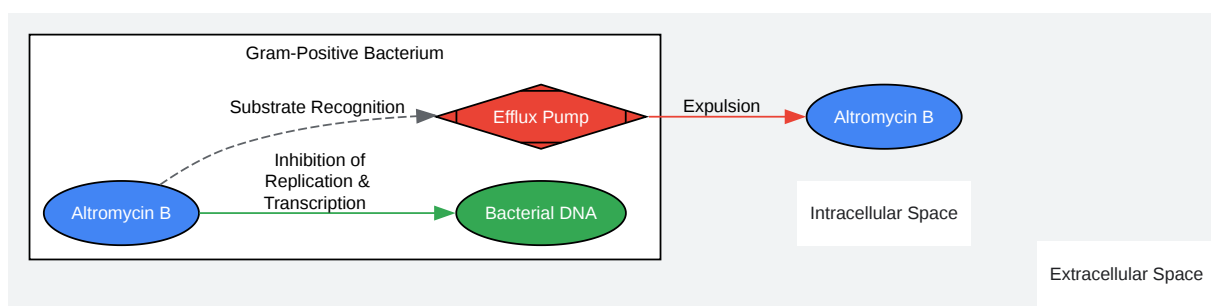 Gram-Positive Bacterium
Substrate Recognition
Efflux Pump
Expulsion
Altromycin B
Inhibition of
Replication &
Transcription
Altromycin B
Bacterial DNA
Intracellular Space
Extracellular Space